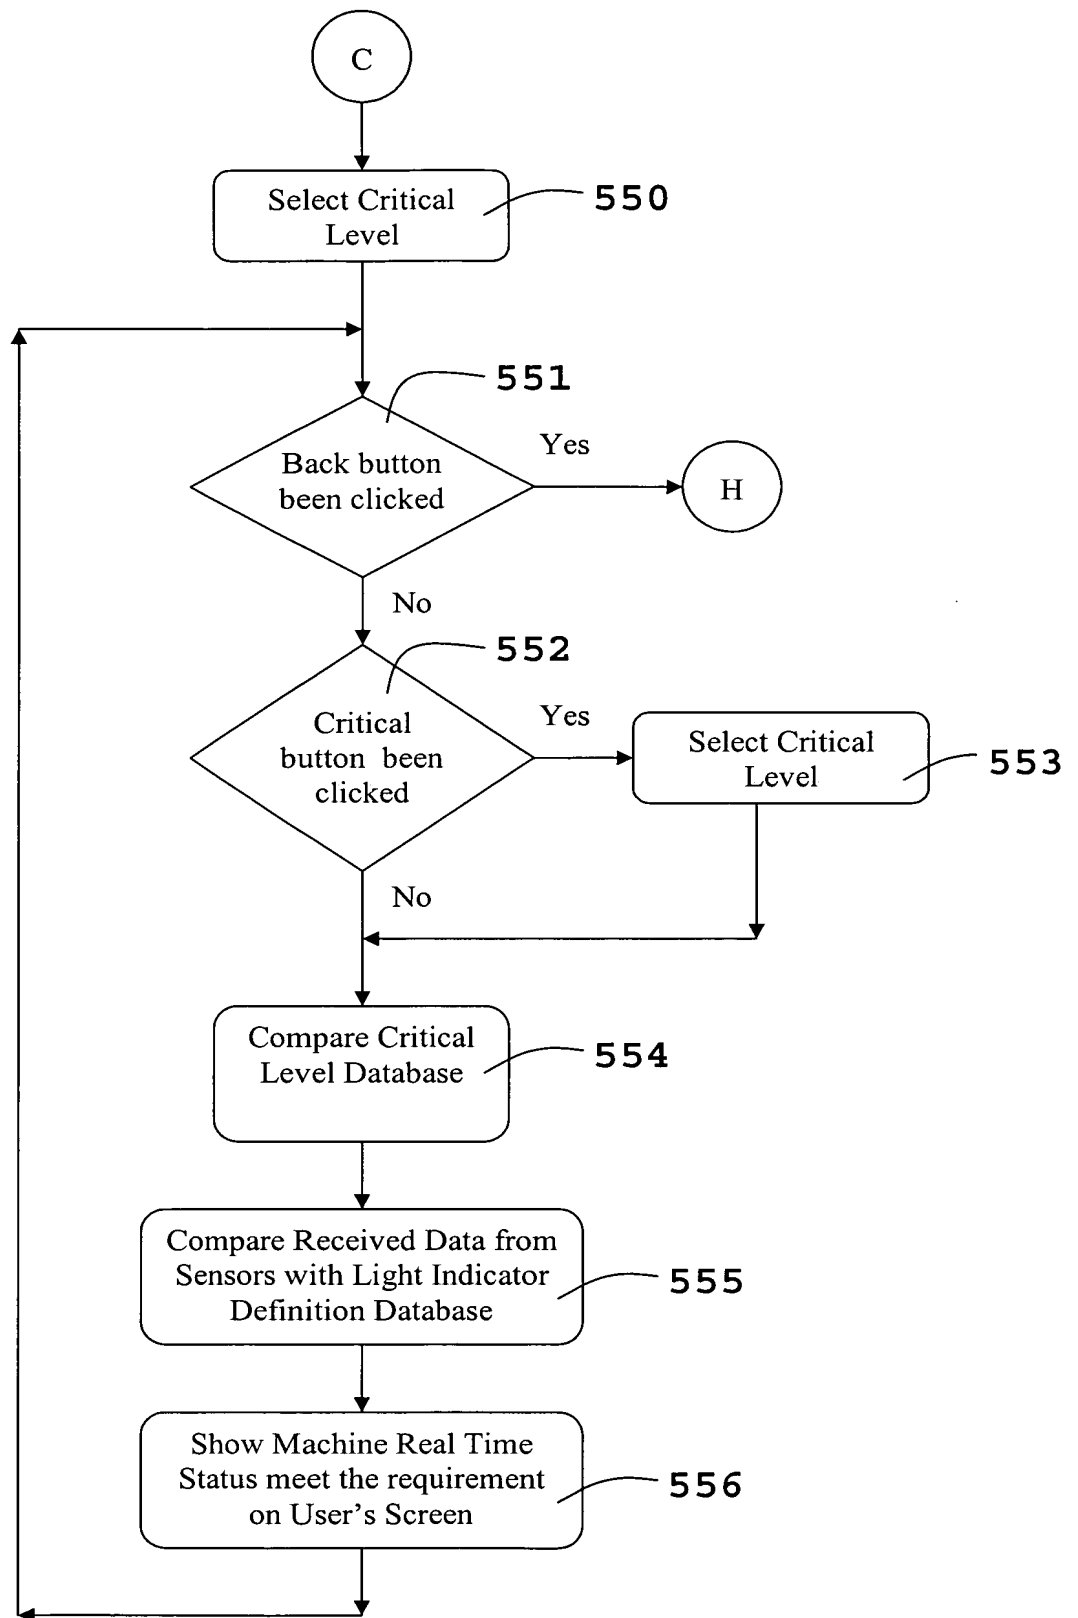 C
Select Critical
Level
550
551
Back button
been clicked
Yes
H
No
552
Critical
button been
clicked
Yes
Select Critical
Level
553
No
Compare Critical
Level Database
554
Compare Received Data from
Sensors with Light Indicator
Definition Database
555
Show Machine Real Time
Status meet the requirement
on User's Screen
556